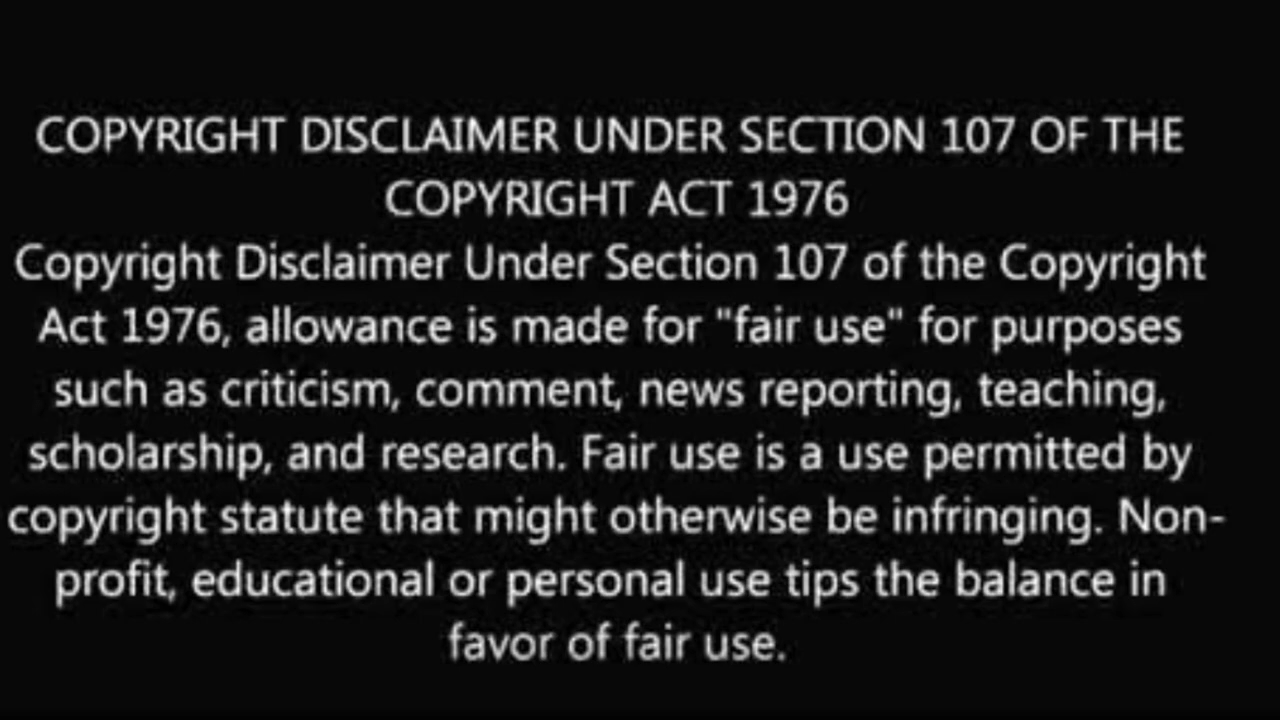 COPYRIGHT DISCLAIMER UNDER SECTION 107 OF THE
COPYRIGHT ACT 1976
Copyright Disclaimer Under Section 107 of the Copyright
Act 1976, allowance is made for "fair use" for purposes
such as criticism, comment, news reporting, teaching,
scholarship, and research. Fair use is a use permitted by
copyright statute that might otherwise be infringing. Non-
profit, educational or personal use tips the balance in
favor of fair use.